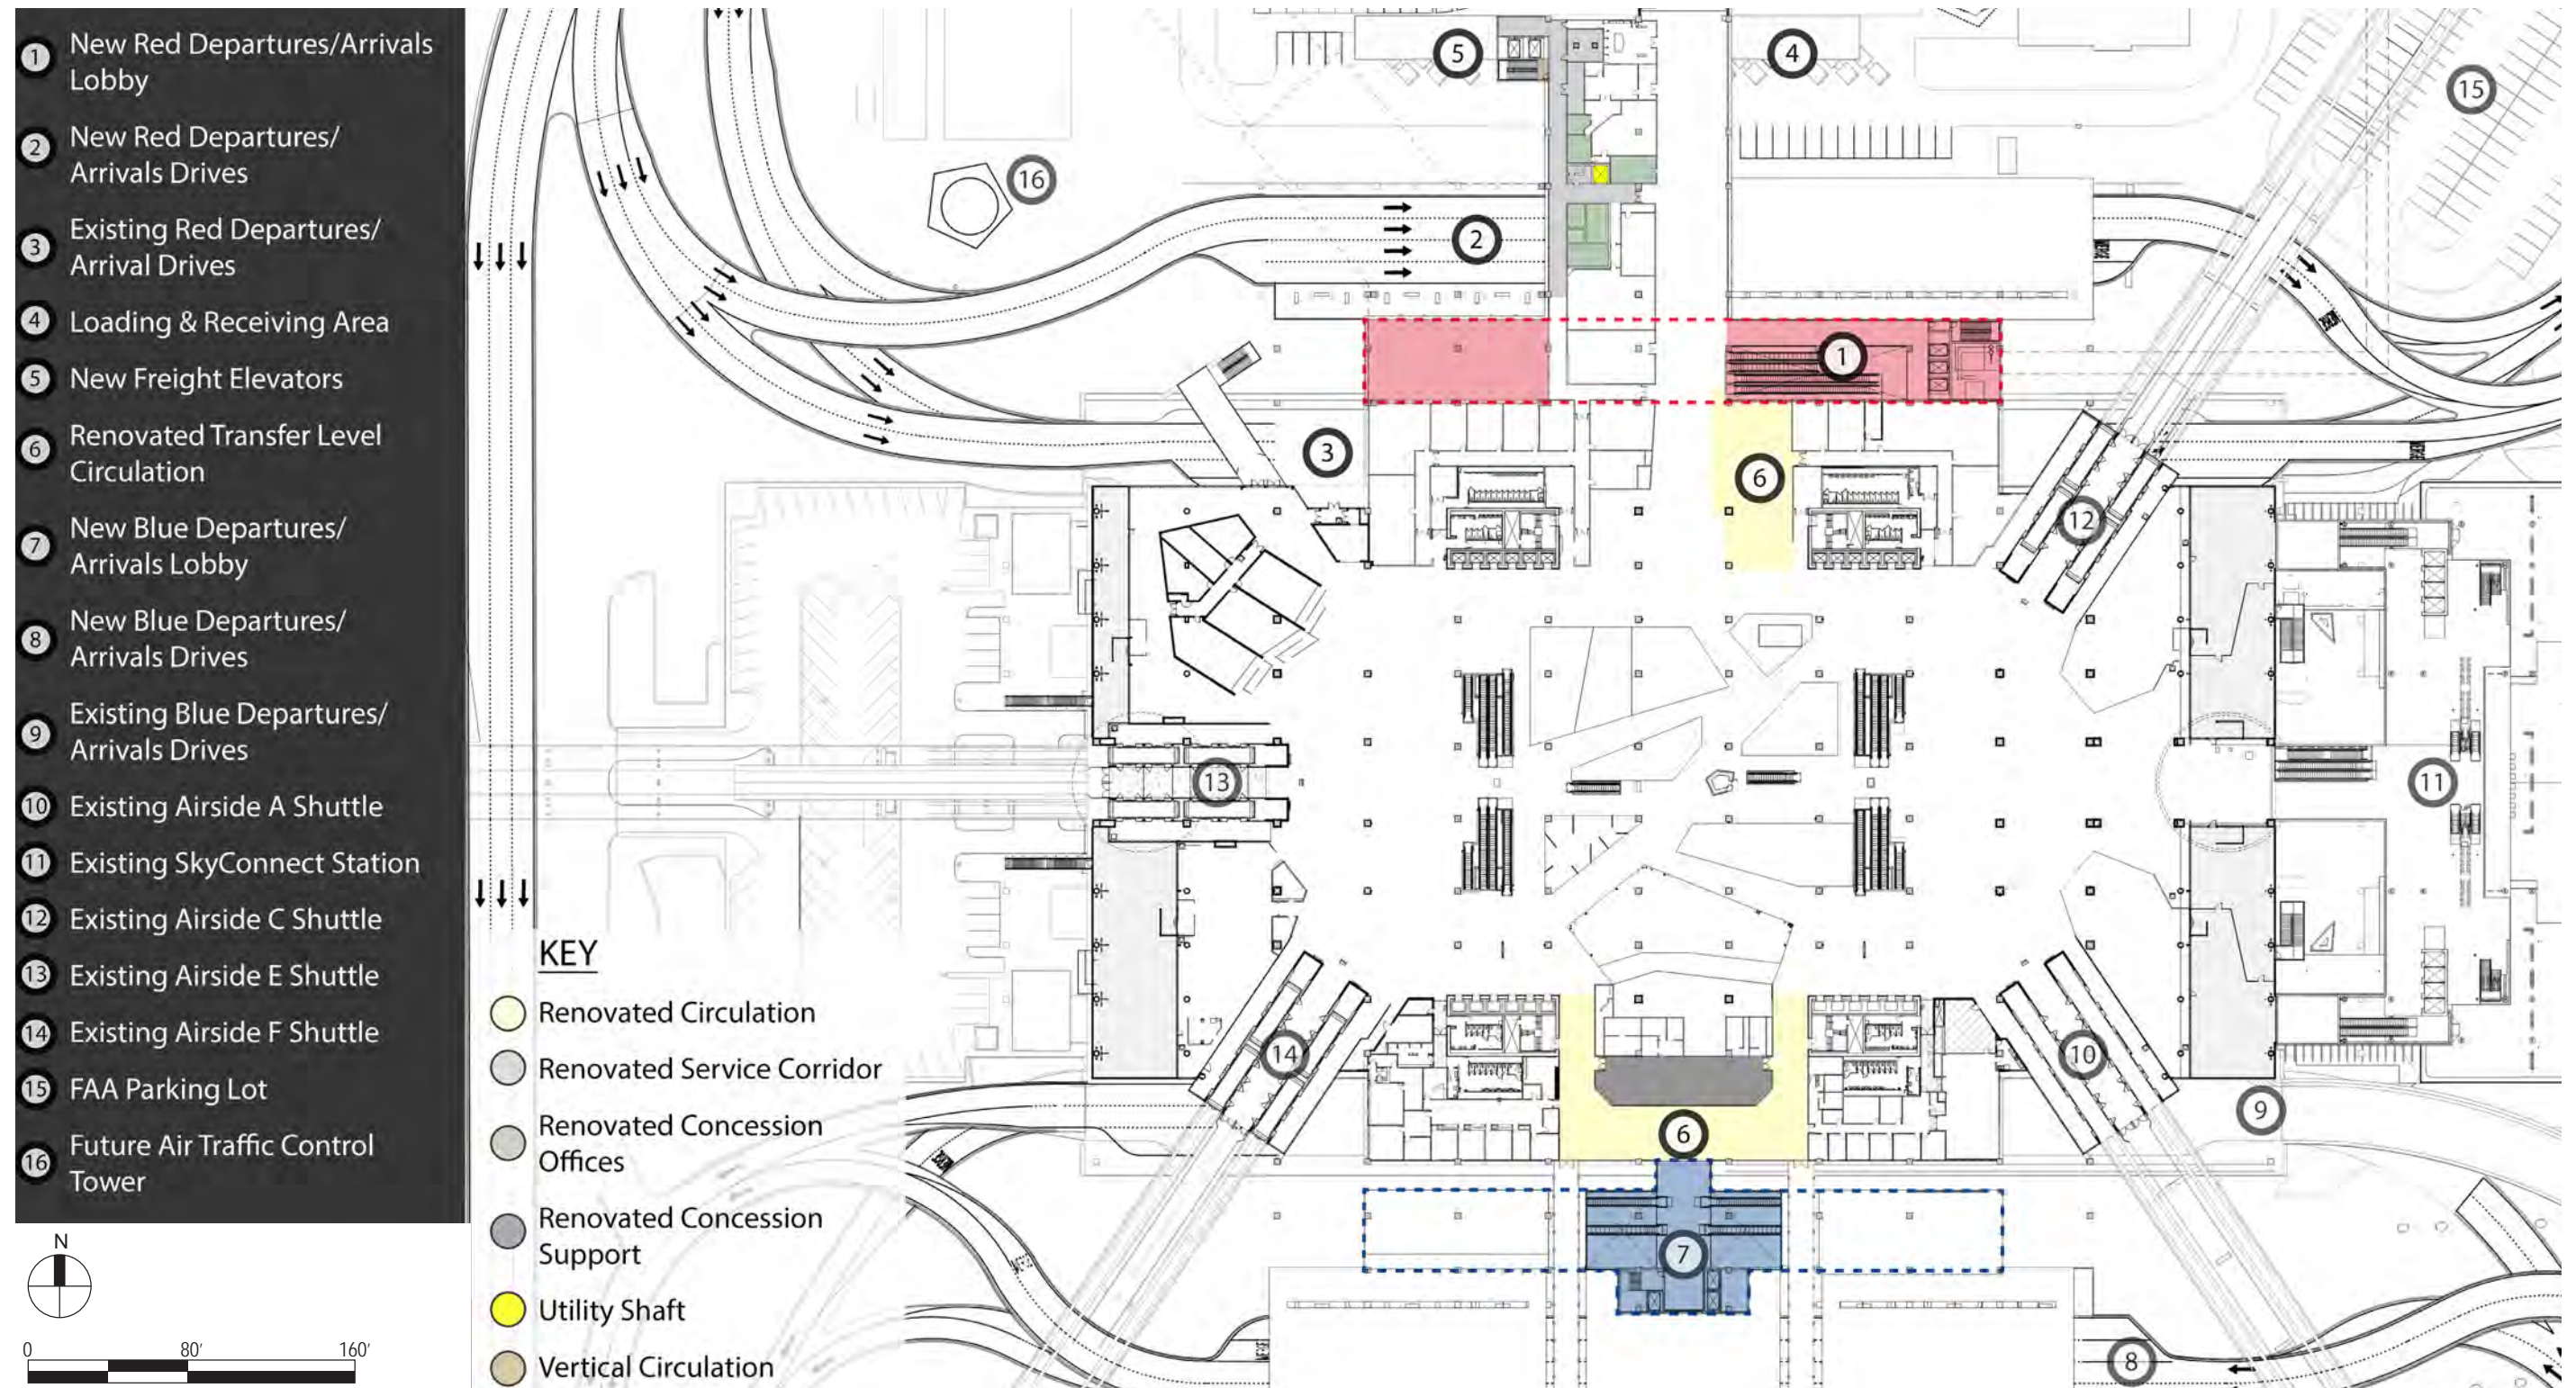 1 New Red Departures/Arrivals
Lobby
2 New Red Departures/
Arrivals Drives
3 Existing Red Departures/
Arrival Drives
4 Loading & Receiving Area
5 New Freight Elevators
6 Renovated Transfer Level
Circulation
7 New Blue Departures/
Arrivals Lobby
8 New Blue Departures/
Arrivals Drives
9 Existing Blue Departures/
Arrivals Drives
10 Existing Airside A Shuttle
11 Existing SkyConnect Station
12 Existing Airside C Shuttle
13 Existing Airside E Shuttle
14 Existing Airside F Shuttle
15 FAA Parking Lot
16 Future Air Traffic Control
Tower
N
0 80' 160'
KEY
Renovated Circulation
Renovated Service Corridor
Renovated Concession
Offices
Renovated Concession
Support
Utility Shaft
Vertical Circulation
5
4
15
16
2
1
3
6
12
13
11
14
10
9
6
7
8